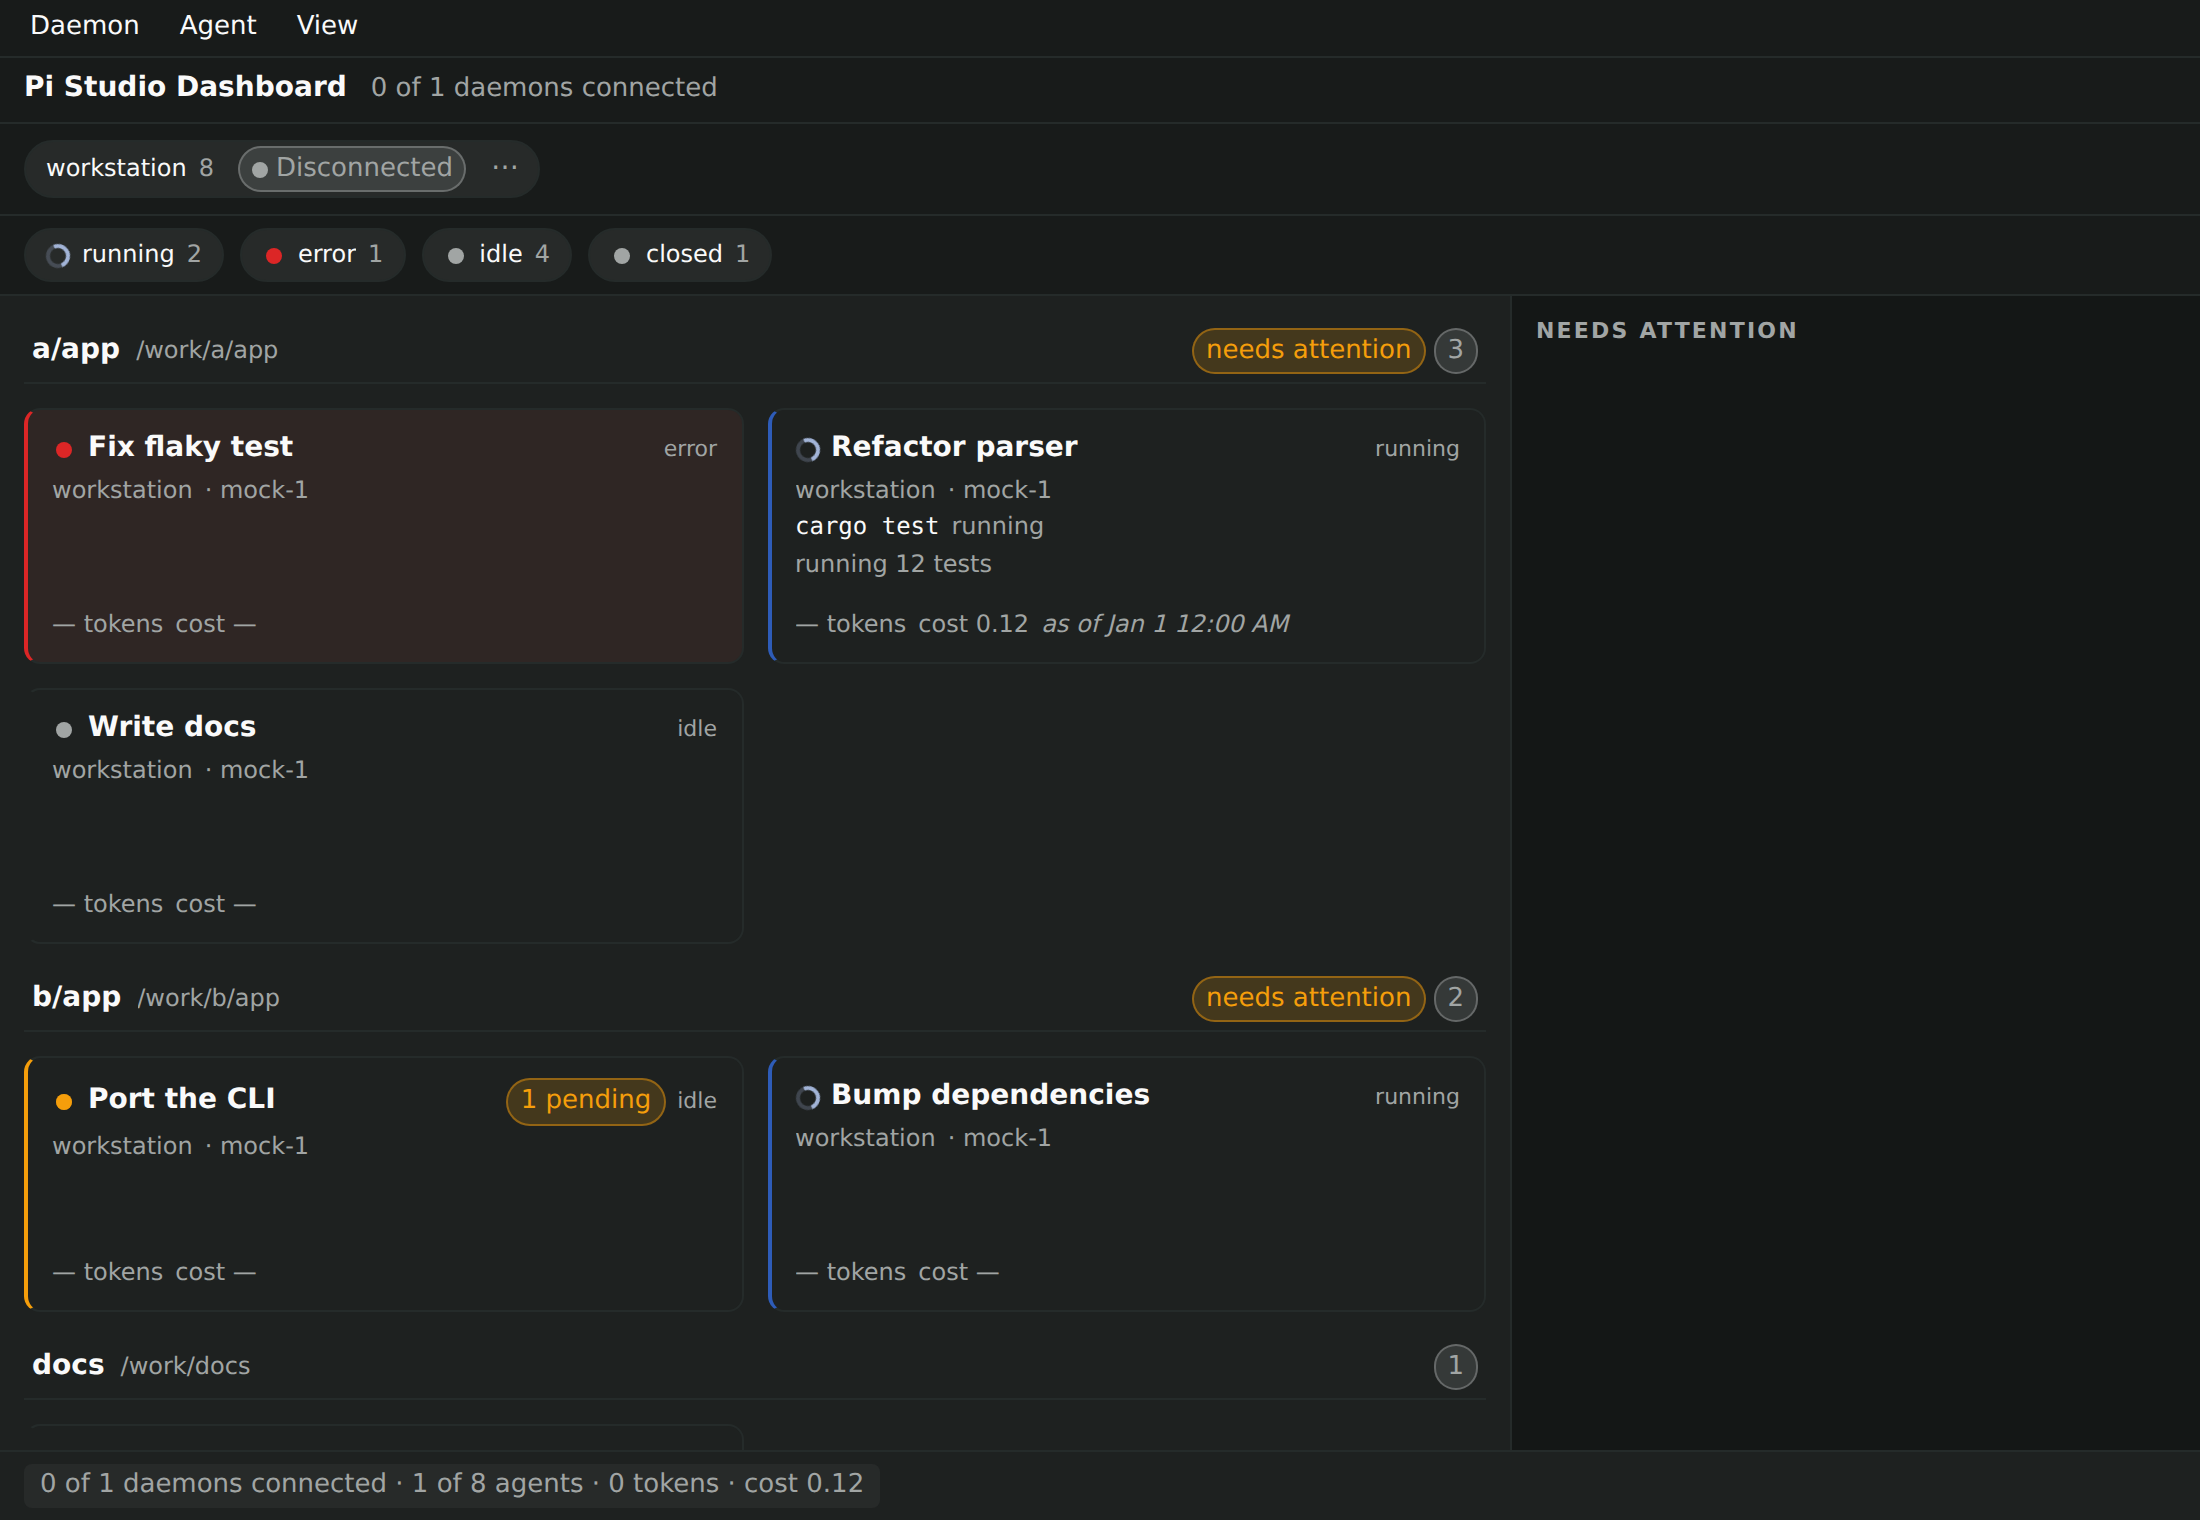 Daemon Agent View
Pi Studio Dashboard 0 of 1 daemons connected
workstation 8 Disconnected ···
running 2 error 1 idle 4 closed 1
a/app /work/a/app needs attention 3
Fix flaky test error
workstation · mock-1
— tokens cost —
Refactor parser running
workstation · mock-1
cargo test running
running 12 tests
— tokens cost 0.12 as of Jan 1 12:00 AM
Write docs idle
workstation · mock-1
— tokens cost —
b/app /work/b/app needs attention 2
Port the CLI 1 pending idle
workstation · mock-1
— tokens cost —
Bump dependencies running
workstation · mock-1
— tokens cost —
docs /work/docs 1
NEEDS ATTENTION
0 of 1 daemons connected · 1 of 8 agents · 0 tokens · cost 0.12